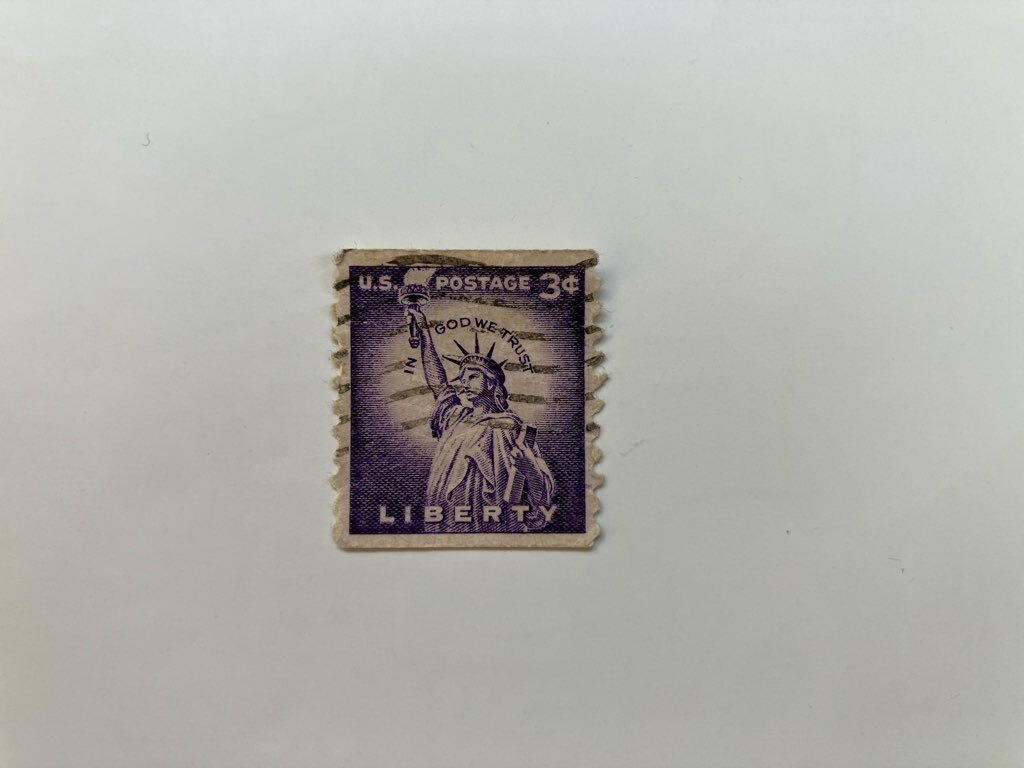 U.S. POSTAGE 3¢
IN GOD WE TRUST
LIBERTY